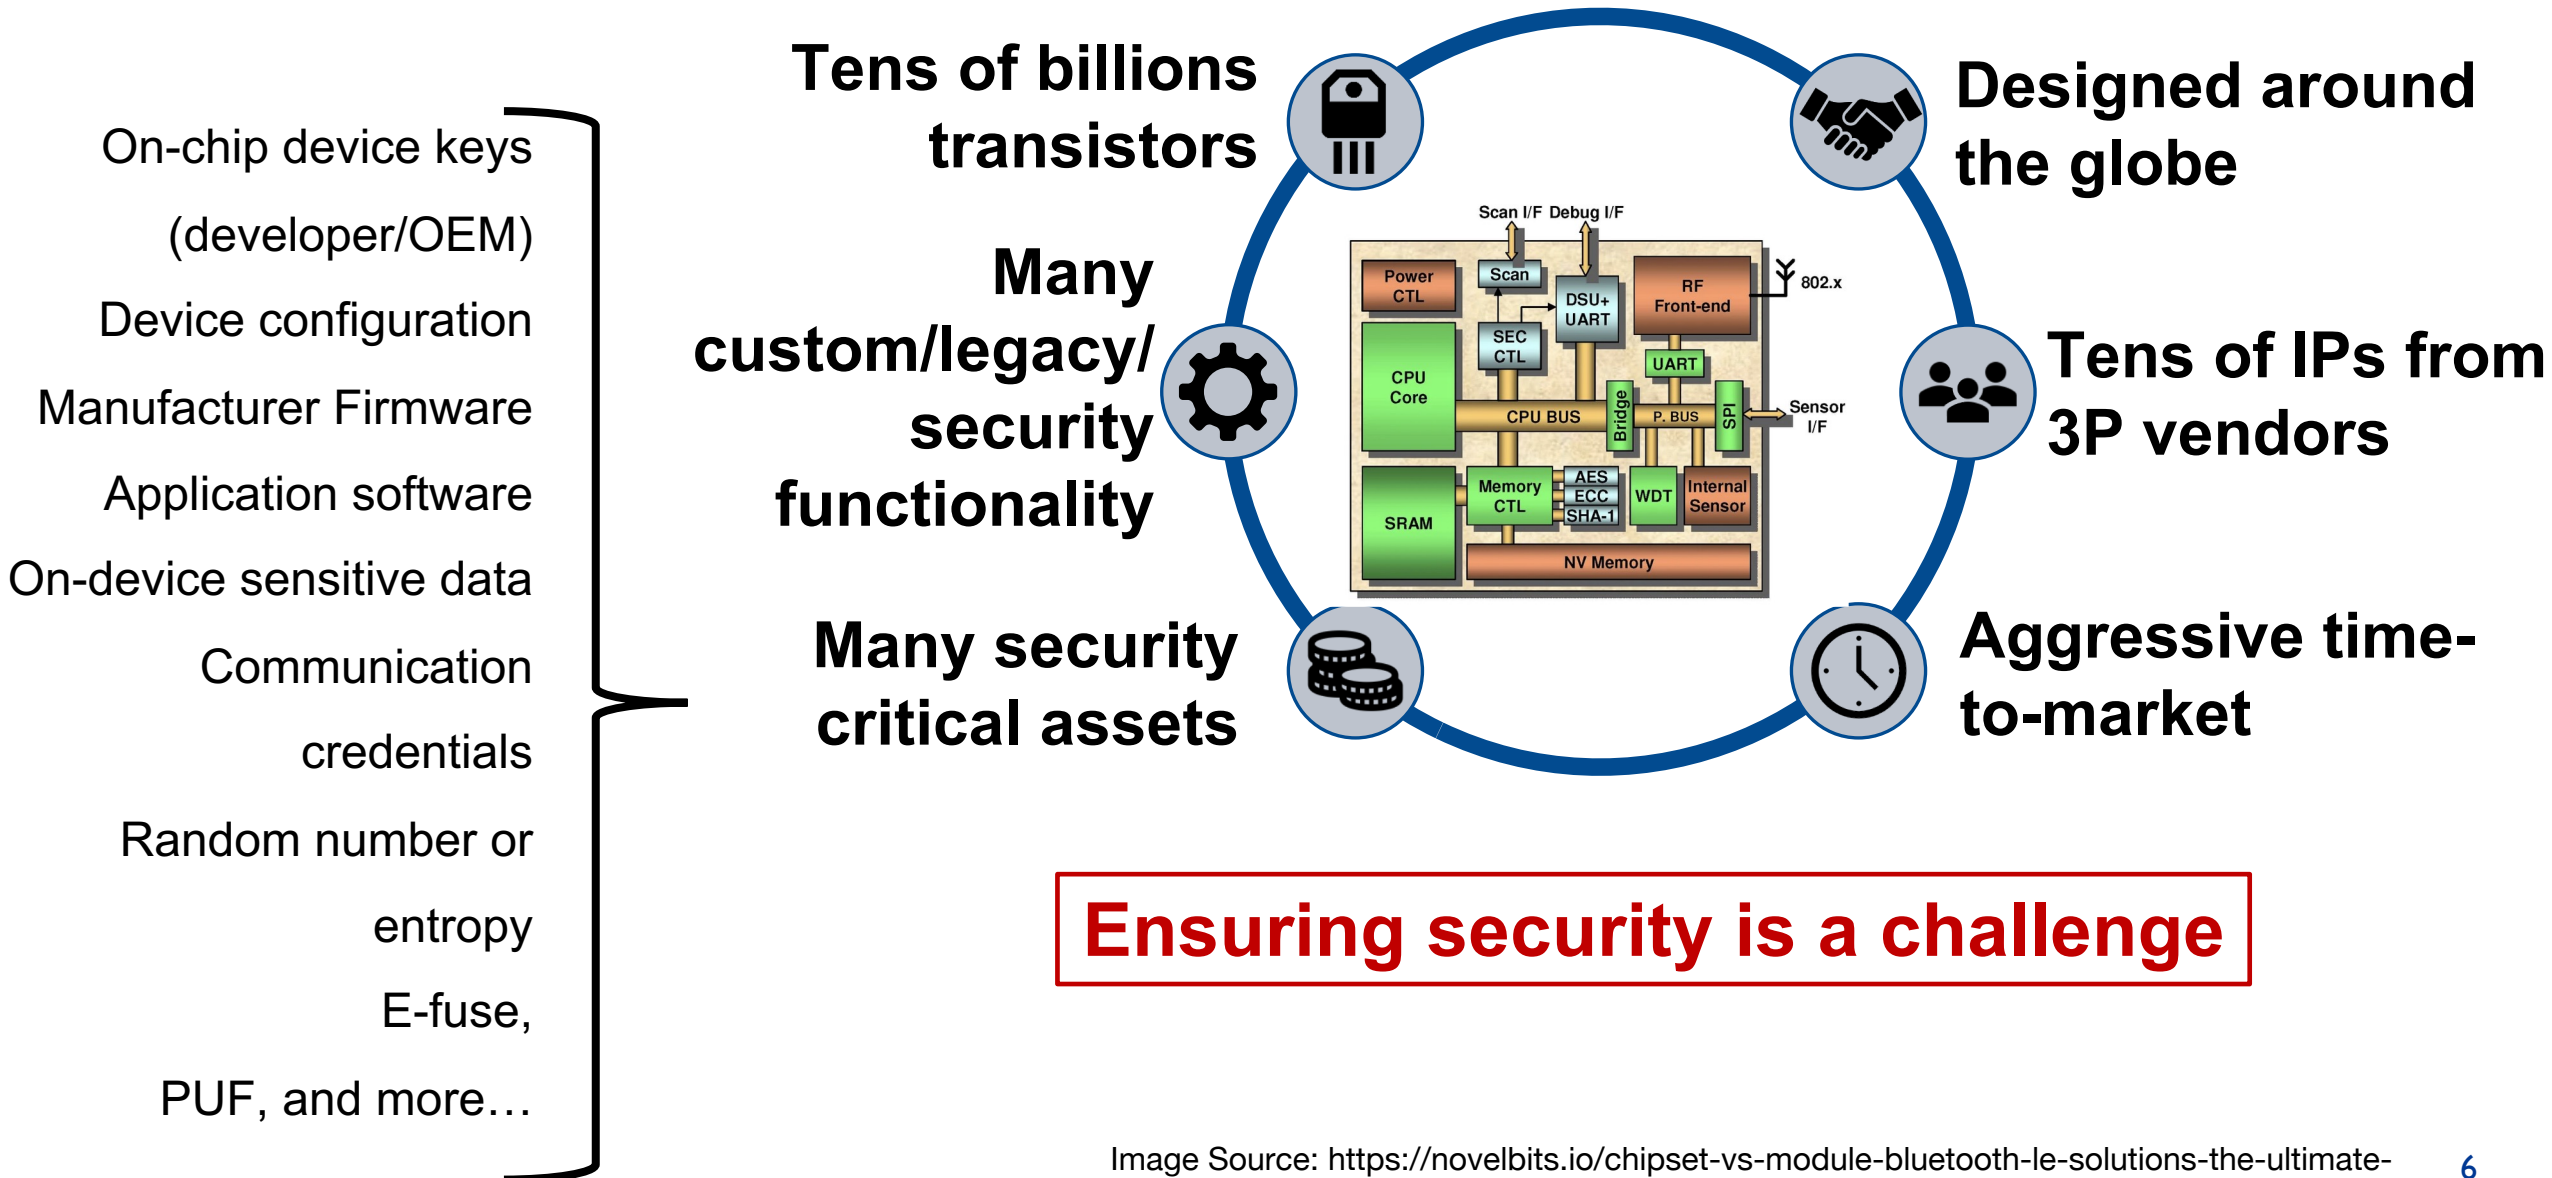 On-chip device keys
(developer/OEM)
Device configuration
Manufacturer Firmware
Application software
On-device sensitive data
Communication
credentials
Random number or
entropy
E-fuse,
PUF, and more…
Tens of billions
transistors
Many
custom/legacy/
security
functionality
Many security
critical assets
Designed around
the globe
Tens of IPs from
3P vendors
Aggressive time-
to-market
Scan I/F Debug I/F
Power
CTL
Scan
DSU+
UART
RF
Front-end
802.x
SEC
CTL
UART
CPU
Core
CPU BUS
Bridge
P. BUS
SPI
Sensor
I/F
SRAM
Memory
CTL
AES
ECC
SHA-1
WDT
Internal
Sensor
NV Memory
Ensuring security is a challenge
Image Source: https://novelbits.io/chipset-vs-module-bluetooth-le-solutions-the-ultimate-
6